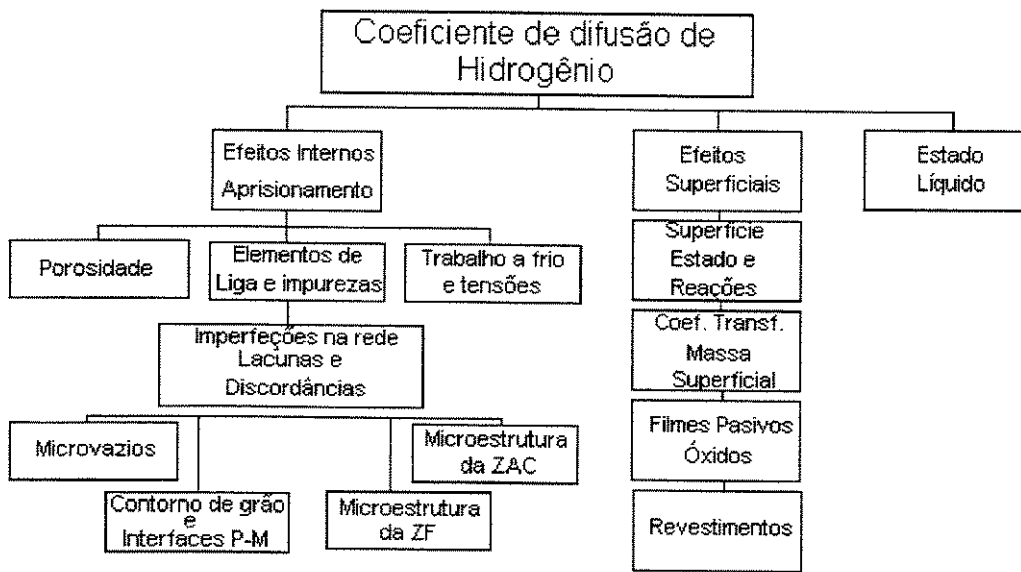 Coeficiente de difusão de
Hidrogênio
Efeitos Internos
Aprisionamento
Efeitos
Superficiais
Estado
Líquido
Porosidade
Elementos de
Liga e impurezas
Trabalho a frio
e tensões
Superfície
Estado e
Reações
Imperfeções na rede
Lacunas e
Discordâncias
Coef. Transf.
Massa
Superficial
Microvazios
Contorno de grão
e
Interfaces P-M
Microestrutura
da ZF
Microestrutura
da ZAC
Filmes Pasivos
Óxidos
Revestimentos